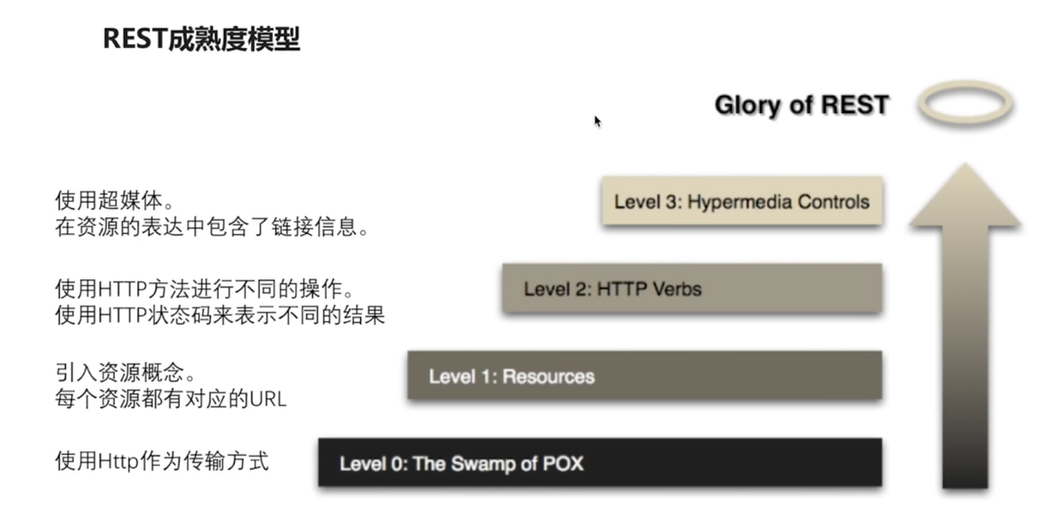 REST成熟度模型
Glory of REST
使用超媒体。
在资源的表达中包含了链接信息。
Level 3: Hypermedia Controls
使用HTTP方法进行不同的操作。
使用HTTP状态码来表示不同的结果
Level 2: HTTP Verbs
引入资源概念。
每个资源都有对应的URL
Level 1: Resources
使用Http作为传输方式
Level 0: The Swamp of POX